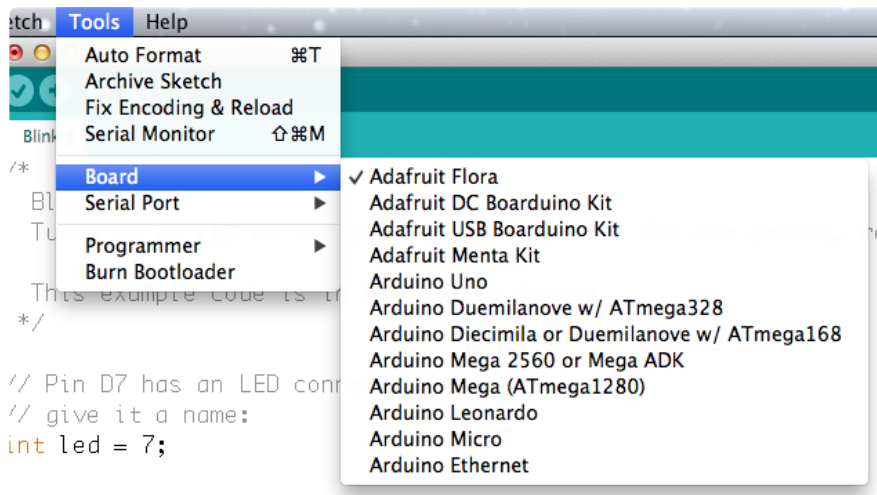 etch Tools Help
Auto Format ⌘T
Archive Sketch
Fix Encoding & Reload
Serial Monitor ⇧⌘M
Board
Serial Port
Programmer
Burn Bootloader
✓ Adafruit Flora
Adafruit DC Boarduino Kit
Adafruit USB Boarduino Kit
Adafruit Menta Kit
Arduino Uno
Arduino Duemilanove w/ ATmega328
Arduino Diecimila or Duemilanove w/ ATmega168
Arduino Mega 2560 or Mega ADK
Arduino Mega (ATmega1280)
Arduino Leonardo
Arduino Micro
Arduino Ethernet
Blink
/*
Bl
Tu
This example code is in
*/
// Pin D7 has an LED conn
// give it a name:
int led = 7;